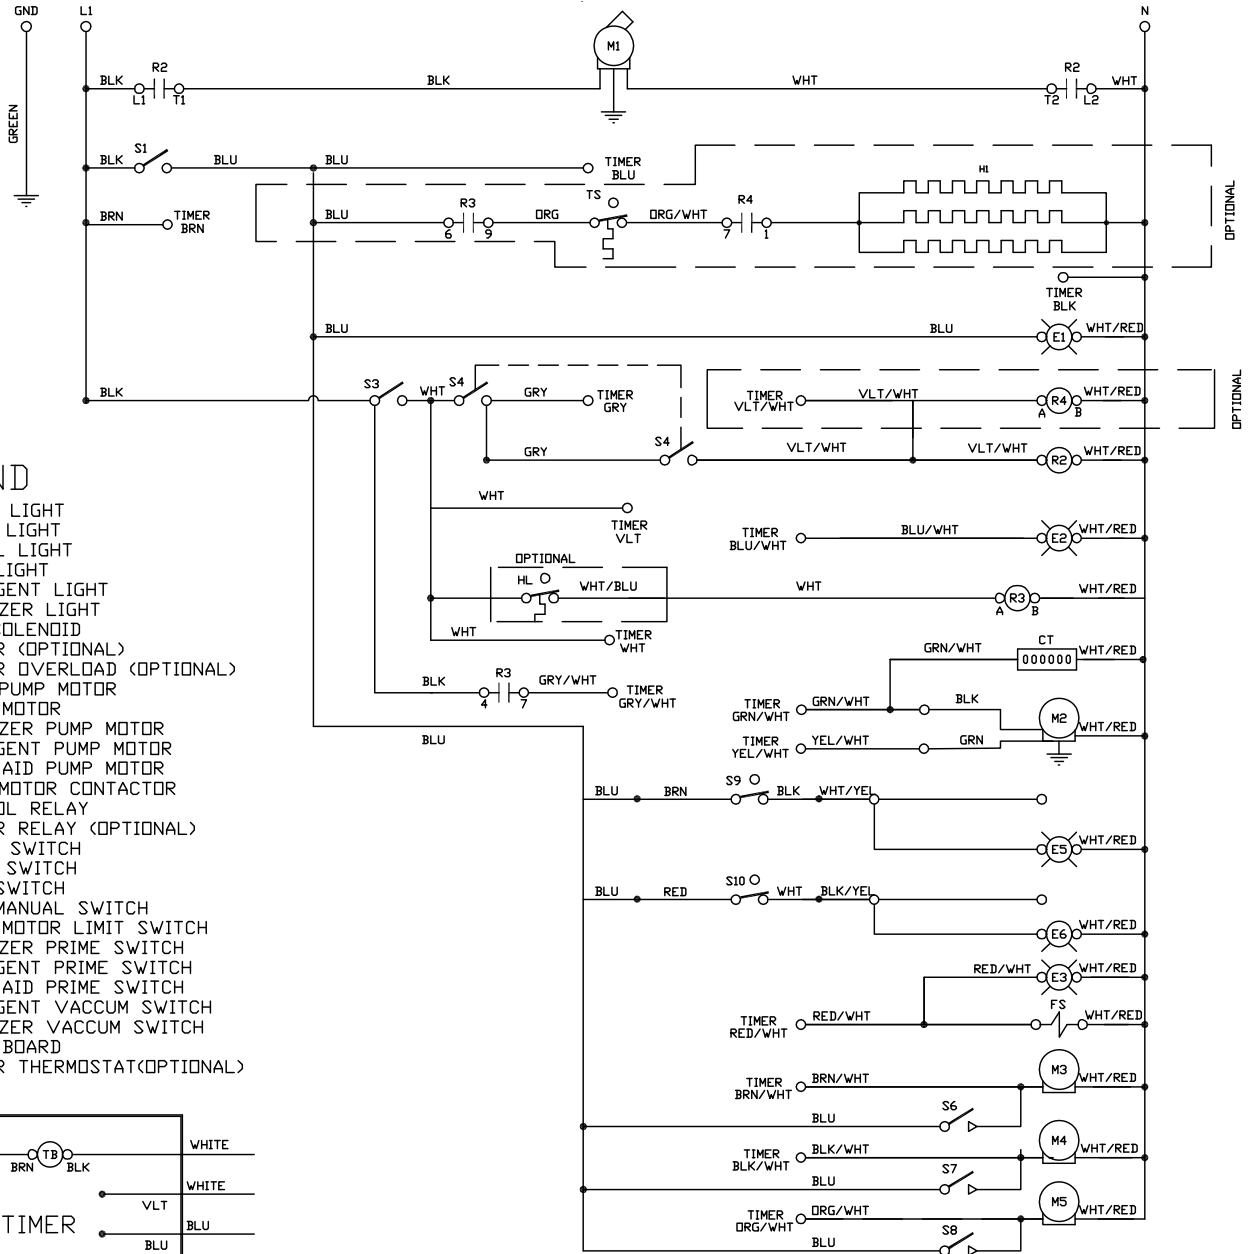 GND L1 N
M1
BLK R2 BLK WHT R2 WHT
L1 T1 T2 L2
GREEN
BLK S1 BLU BLU TIMER
BLU
TS H1
BRN TIMER
BRN
BLU R3 ORG ORG/WHT R4
6 9 7 1
OPTIONAL
TIMER
BLK
BLU BLU E1 WHT/RED
BLK S3 WHT S4 GRY TIMER
GRY
TIMER
VLT/WHT
VLT/WHT R4 WHT/RED
A B
OPTIONAL
GRY S4 VLT/WHT VLT/WHT R2 WHT/RED
WHT TIMER
VLT
TIMER
BLU/WHT
BLU/WHT E2 WHT/RED
OPTIONAL
HL WHT/BLU WHT R3 WHT/RED
A B
WHT TIMER
WHT
GRN/WHT CT WHT/RED
000000
BLK R3 GRY/WHT TIMER
GRY/WHT
4 7
TIMER
GRN/WHT
GRN/WHT BLK M2 WHT/RED
TIMER
YEL/WHT
YEL/WHT GRN
BLU
BLU BRN S9 BLK WHT/YEL
E5 WHT/RED
BLU RED S10 WHT BLK/YEL
E6 WHT/RED
RED/WHT E3 WHT/RED
TIMER
RED/WHT
RED/WHT FS WHT/RED
TIMER
BRN/WHT
BRN/WHT M3 WHT/RED
BLU S6
TIMER
BLK/WHT
BLK/WHT M4 WHT/RED
BLU S7
TIMER
ORG/WHT
ORG/WHT M5 WHT/RED
BLU S8
ND
LIGHT
LIGHT
L LIGHT
LIGHT
GENT LIGHT
ZER LIGHT
SOLENOID
R (OPTIONAL)
R OVERLOAD (OPTIONAL)
PUMP MOTOR
MOTOR
ZER PUMP MOTOR
GENT PUMP MOTOR
AID PUMP MOTOR
MOTOR CONTACTOR
OL RELAY
R RELAY (OPTIONAL)
SWITCH
SWITCH
SWITCH
MANUAL SWITCH
MOTOR LIMIT SWITCH
ZER PRIME SWITCH
GENT PRIME SWITCH
AID PRIME SWITCH
GENT VACCUM SWITCH
ZER VACCUM SWITCH
BOARD
R THERMOSTAT(OPTIONAL)
BRN TB BLK WHITE
VLT WHITE
TIMER
BLU BLU